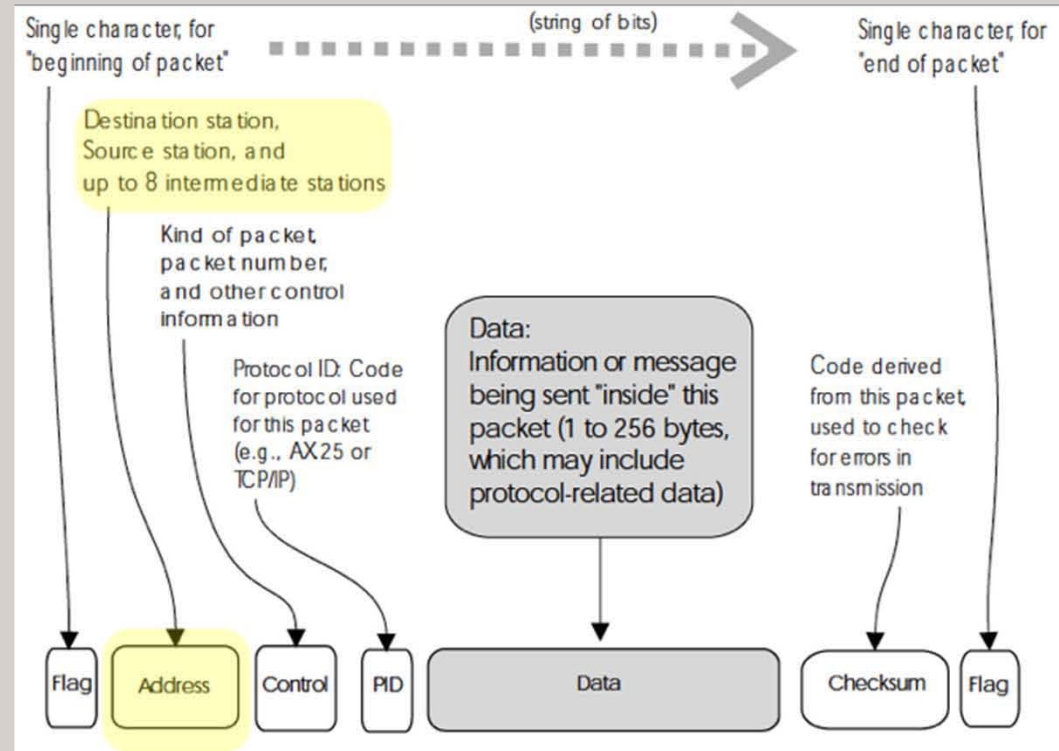 Single character, for
"beginning of packet"
(string of bits)
Single character, for
"end of packet"
Destination station,
Source station, and
up to 8 intermediate stations
Kind of packet,
packet number,
and other control
information
Protocol ID: Code
for protocol used
for this packet
(e.g., AX.25 or
TCP/IP)
Data:
Information or message
being sent "inside" this
packet (1 to 256 bytes,
which may include
protocol-related data)
Code derived
from this packet,
used to check
for errors in
transmission
Flag
Address
Control
PID
Data
Checksum
Flag